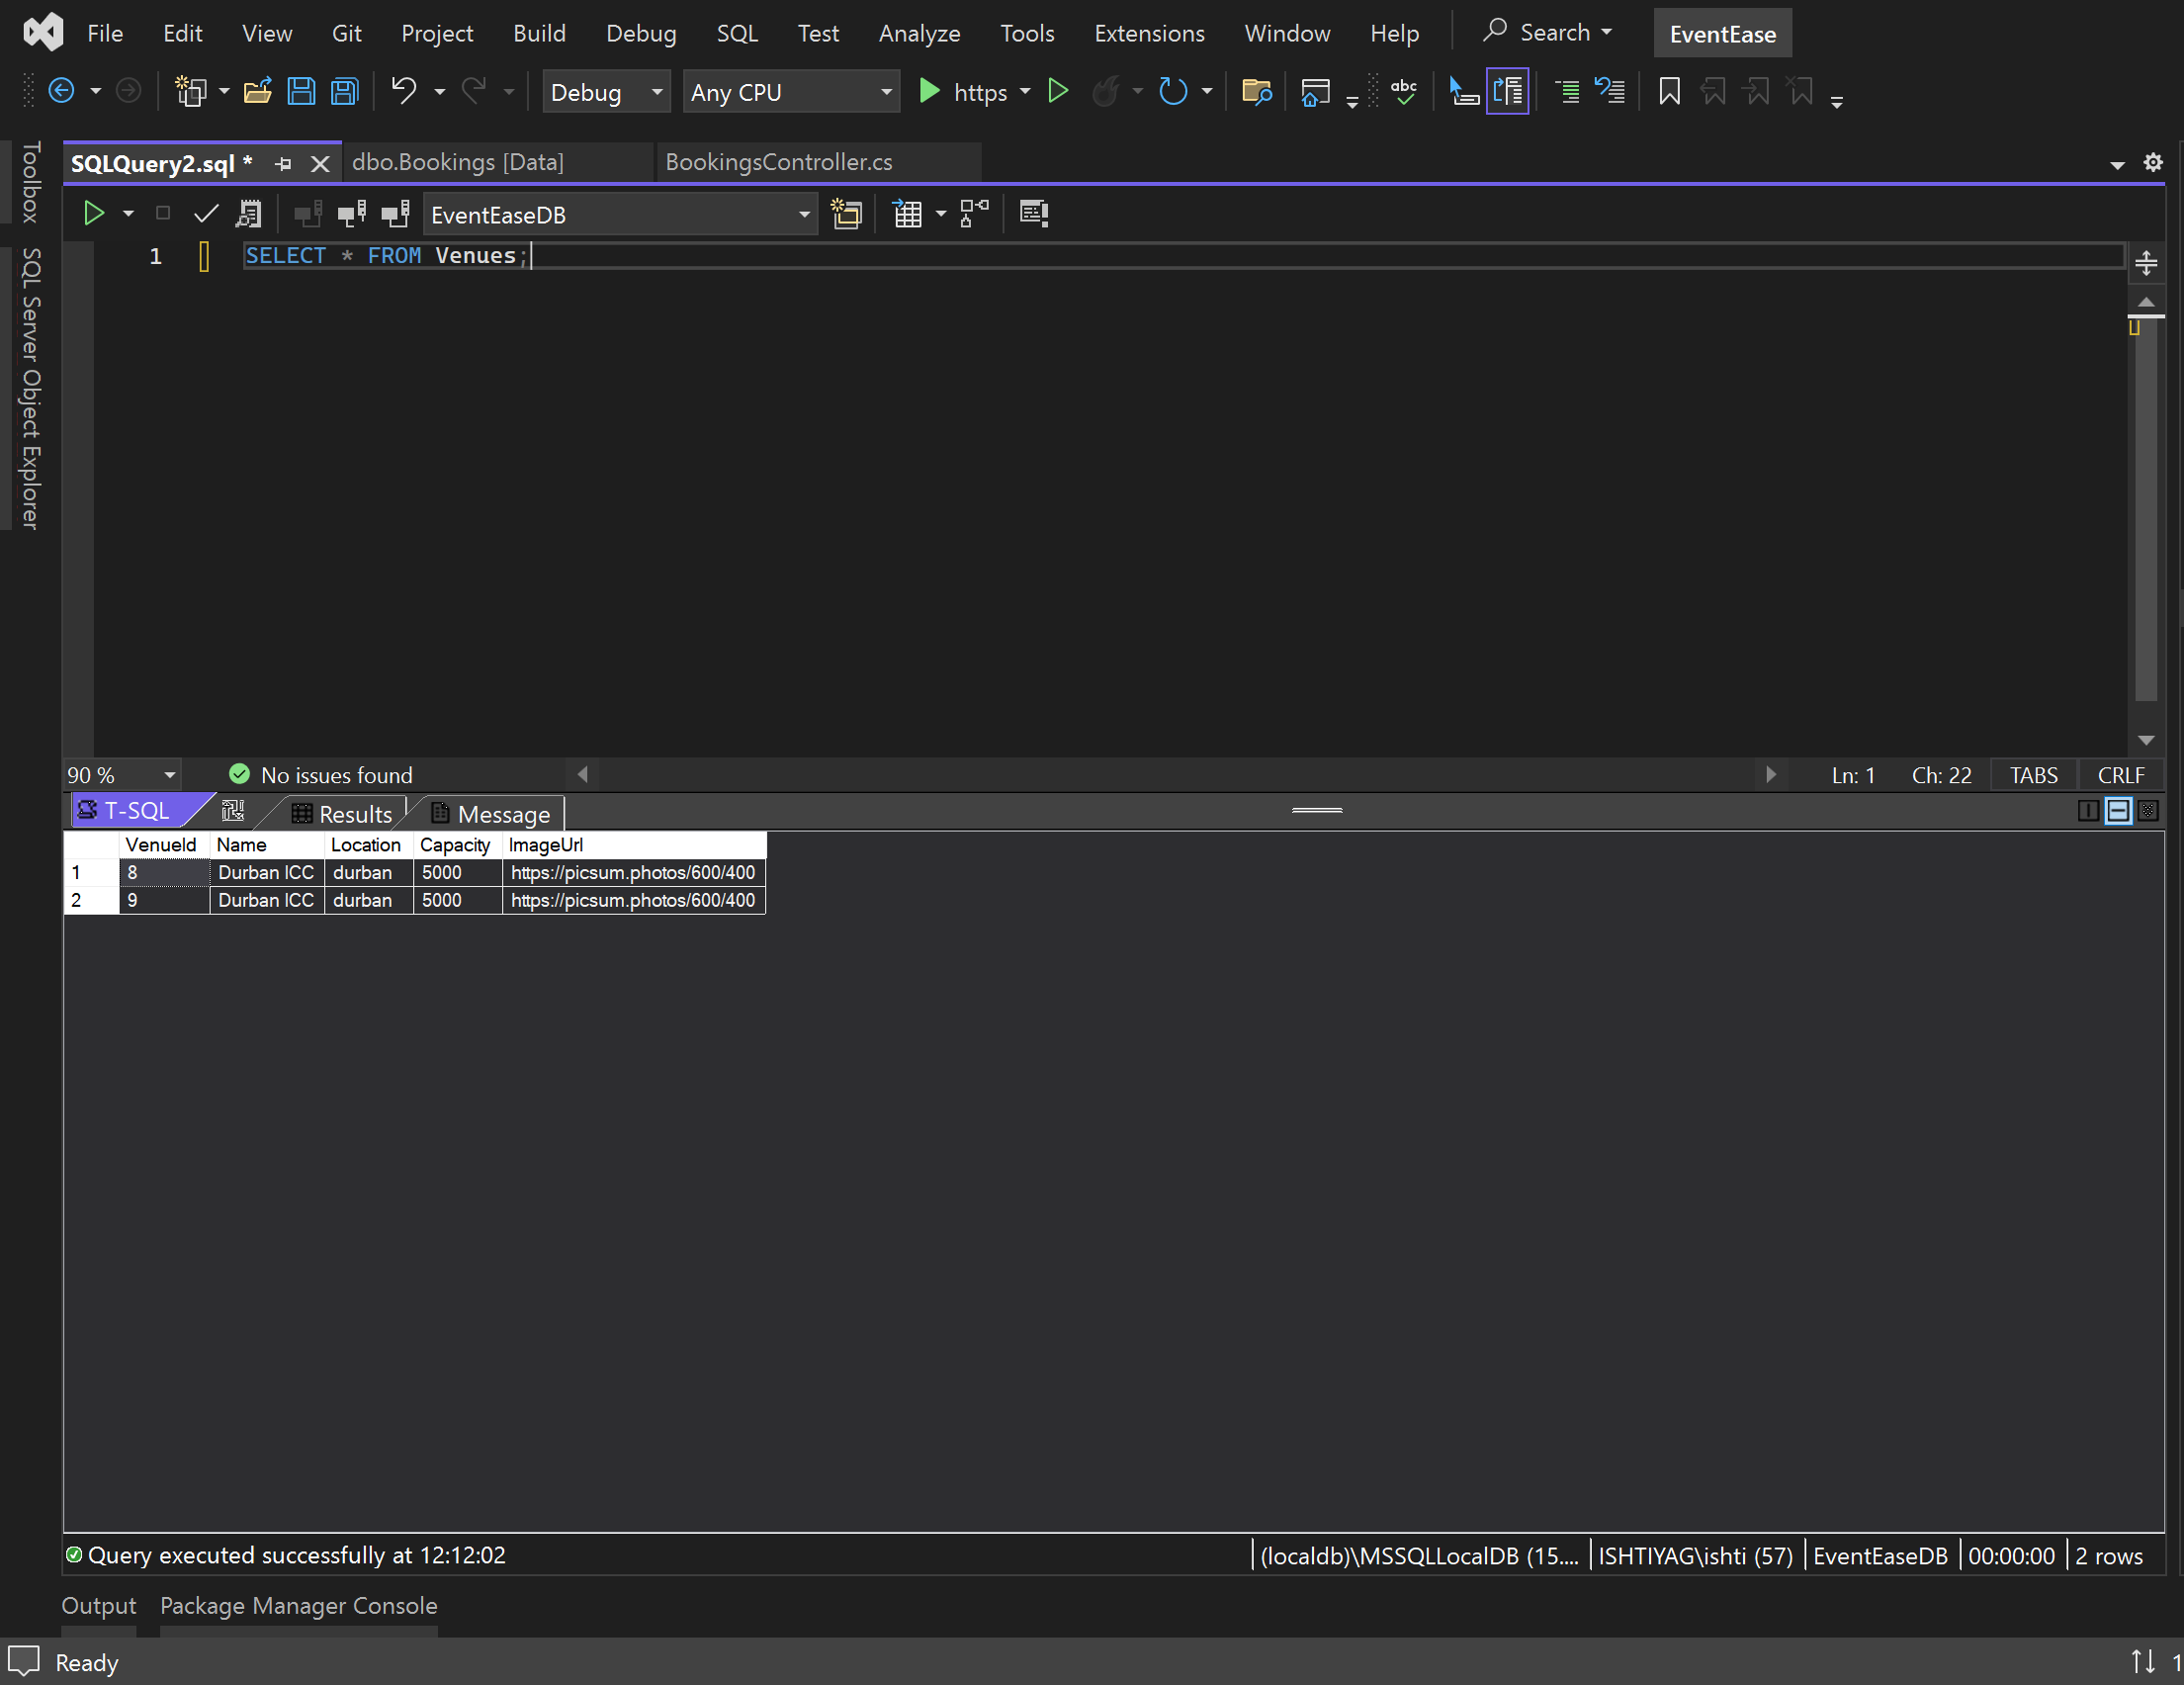 File Edit View Git Project Build Debug SQL Test Analyze Tools Extensions Window Help Search EventEase
Debug Any CPU https abc
Toolbox
SQL Server Object Explorer
SQLQuery2.sql * dbo.Bookings [Data] BookingsController.cs
EventEaseDB
1 SELECT * FROM Venues;
90 % No issues found Ln: 1 Ch: 22 TABS CRLF
T-SQL Results Message
VenueId Name Location Capacity ImageUrl
1 8 Durban ICC durban 5000 https://picsum.photos/600/400
2 9 Durban ICC durban 5000 https://picsum.photos/600/400
Query executed successfully at 12:12:02 (localdb)\MSSQLLocalDB (15.... ISHTIYAG\ishti (57) EventEaseDB 00:00:00 2 rows
Output Package Manager Console
Ready 1